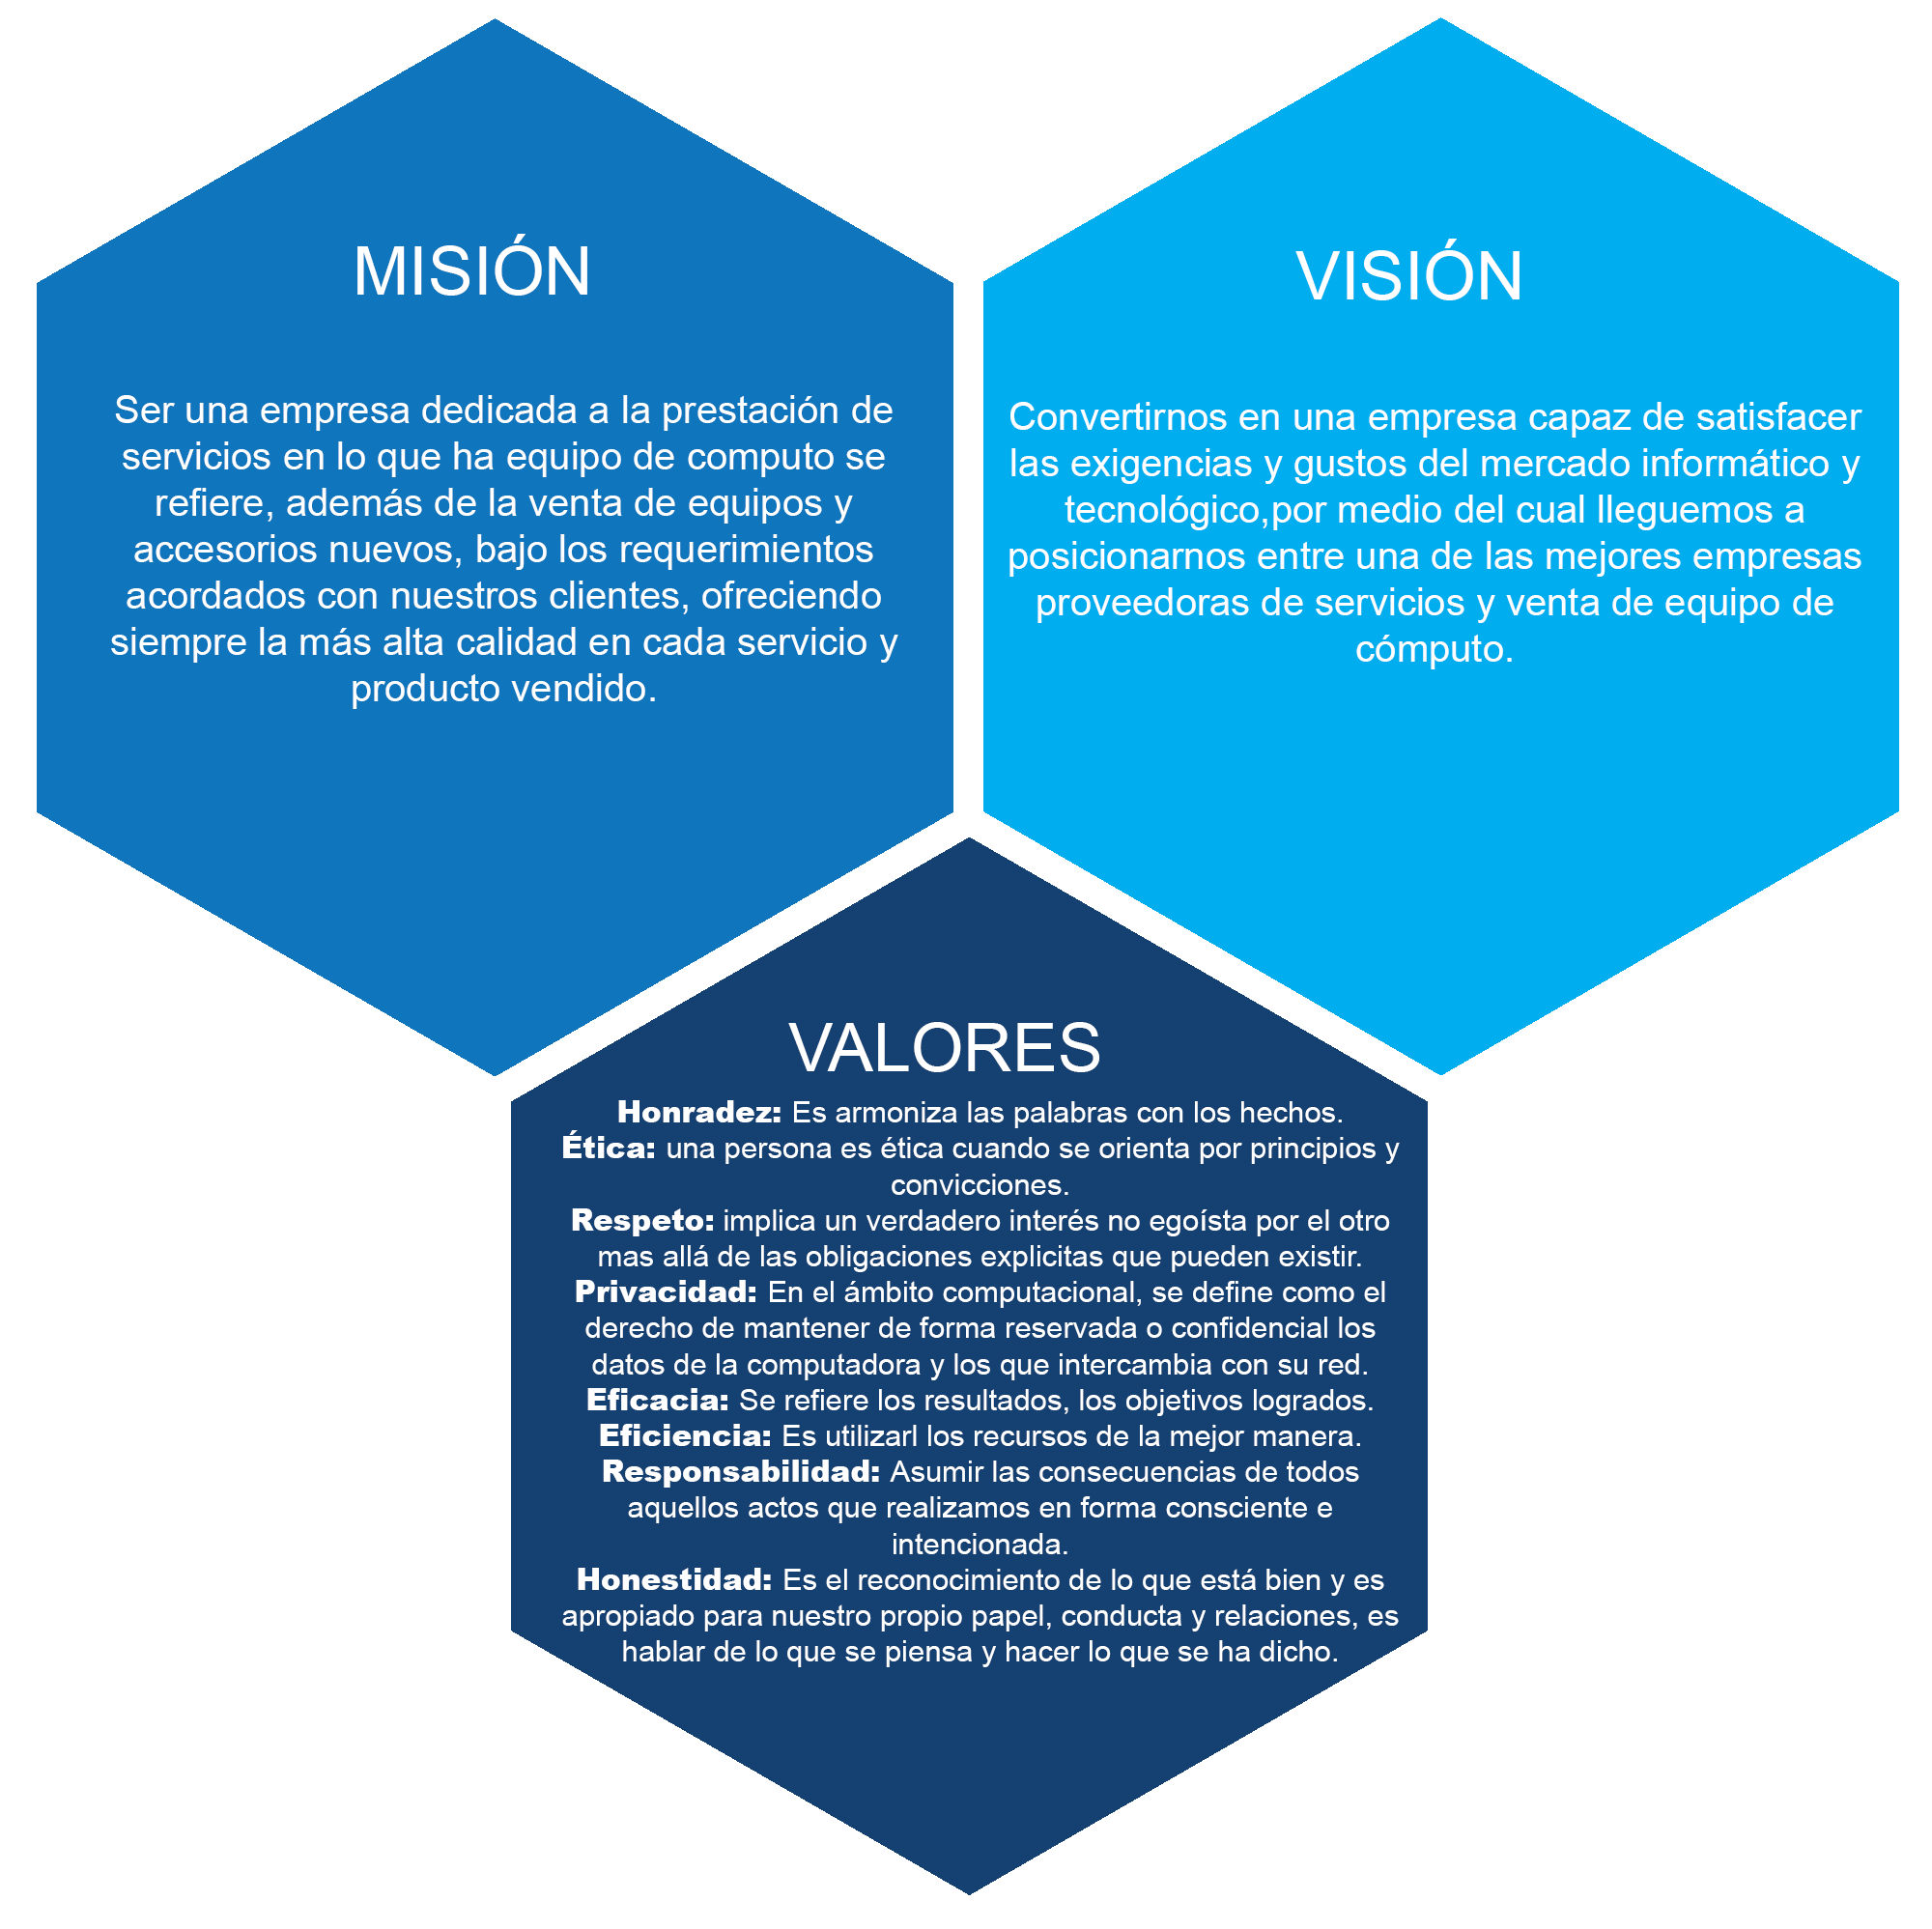 MISIÓN
Ser una empresa dedicada a la prestación de
servicios en lo que ha equipo de computo se
refiere, además de la venta de equipos y
accesorios nuevos, bajo los requerimientos
acordados con nuestros clientes, ofreciendo
siempre la más alta calidad en cada servicio y
producto vendido.
VISIÓN
Convertirnos en una empresa capaz de satisfacer
las exigencias y gustos del mercado informático y
tecnológico,por medio del cual lleguemos a
posicionarnos entre una de las mejores empresas
proveedoras de servicios y venta de equipo de
cómputo.
VALORES
Honradez: Es armoniza las palabras con los hechos.
Ética: una persona es ética cuando se orienta por principios y
convicciones.
Respeto: implica un verdadero interés no egoísta por el otro
mas allá de las obligaciones explicitas que pueden existir.
Privacidad: En el ámbito computacional, se define como el
derecho de mantener de forma reservada o confidencial los
datos de la computadora y los que intercambia con su red.
Eficacia: Se refiere los resultados, los objetivos logrados.
Eficiencia: Es utilizarl los recursos de la mejor manera.
Responsabilidad: Asumir las consecuencias de todos
aquellos actos que realizamos en forma consciente e
intencionada.
Honestidad: Es el reconocimiento de lo que está bien y es
apropiado para nuestro propio papel, conducta y relaciones, es
hablar de lo que se piensa y hacer lo que se ha dicho.